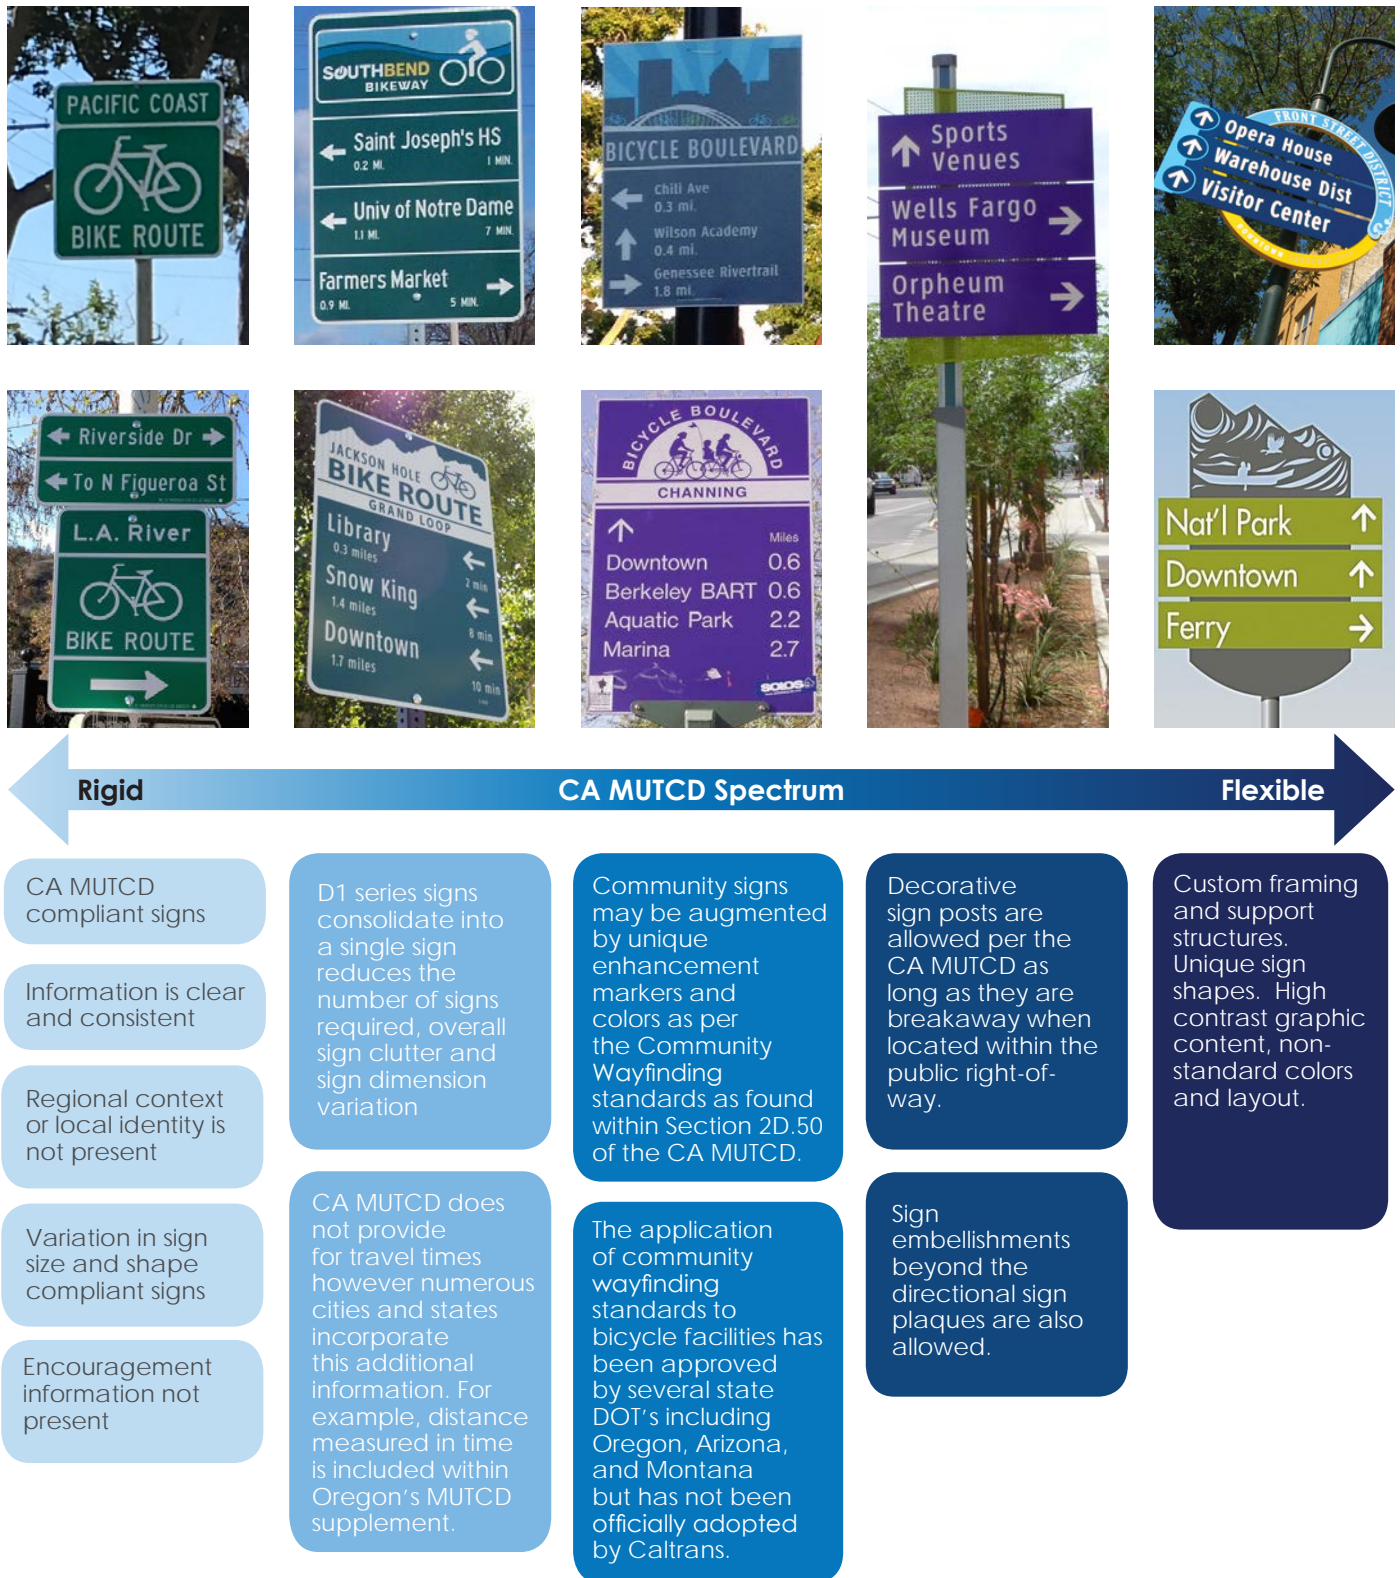 PACIFIC COAST
BIKE ROUTE
SOUTHBEND
BIKEWAY
Saint Joseph's HS
0.2 MI. 1 MIN.
Univ of Notre Dame
1.1 MI. 7 MIN.
Farmers Market
0.9 MI. 5 MIN.
BICYCLE BOULEVARD
Chili Ave
0.3 mi.
Wilson Academy
0.4 mi.
Genessee Rivertrail
1.8 mi.
Sports
Venues
Wells Fargo
Museum
Orpheum
Theatre
FRONT STREET DISTRICT
Opera House
Warehouse Dist
Visitor Center
DOWNTOWN
Riverside Dr
To N Figueroa St
L.A. River
BIKE ROUTE
JACKSON HOLE
BIKE ROUTE
GRAND LOOP
Library
0.3 miles
2 min
Snow King
1.4 miles
8 min
Downtown
1.7 miles
10 min
BICYCLE BOULEVARD
CHANNING
Miles
Downtown 0.6
Berkeley BART 0.6
Aquatic Park 2.2
Marina 2.7
Nat'l Park
Downtown
Ferry
Rigid
CA MUTCD Spectrum
Flexible
CA MUTCD
compliant signs
Information is clear
and consistent
Regional context
or local identity is
not present
Variation in sign
size and shape
compliant signs
Encouragement
information not
present
D1 series signs
consolidate into
a single sign
reduces the
number of signs
required, overall
sign clutter and
sign dimension
variation
CA MUTCD does
not provide
for travel times
however numerous
cities and states
incorporate
this additional
information. For
example, distance
measured in time
is included within
Oregon's MUTCD
supplement.
Community signs
may be augmented
by unique
enhancement
markers and
colors as per
the Community
Wayfinding
standards as found
within Section 2D.50
of the CA MUTCD.
The application
of community
wayfinding
standards to
bicycle facilities has
been approved
by several state
DOT's including
Oregon, Arizona,
and Montana
but has not been
officially adopted
by Caltrans.
Decorative
sign posts are
allowed per the
CA MUTCD as
long as they are
breakaway when
located within the
public right-of-
way.
Sign
embellishments
beyond the
directional sign
plaques are also
allowed.
Custom framing
and support
structures.
Unique sign
shapes.  High
contrast graphic
content, non-
standard colors
and layout.